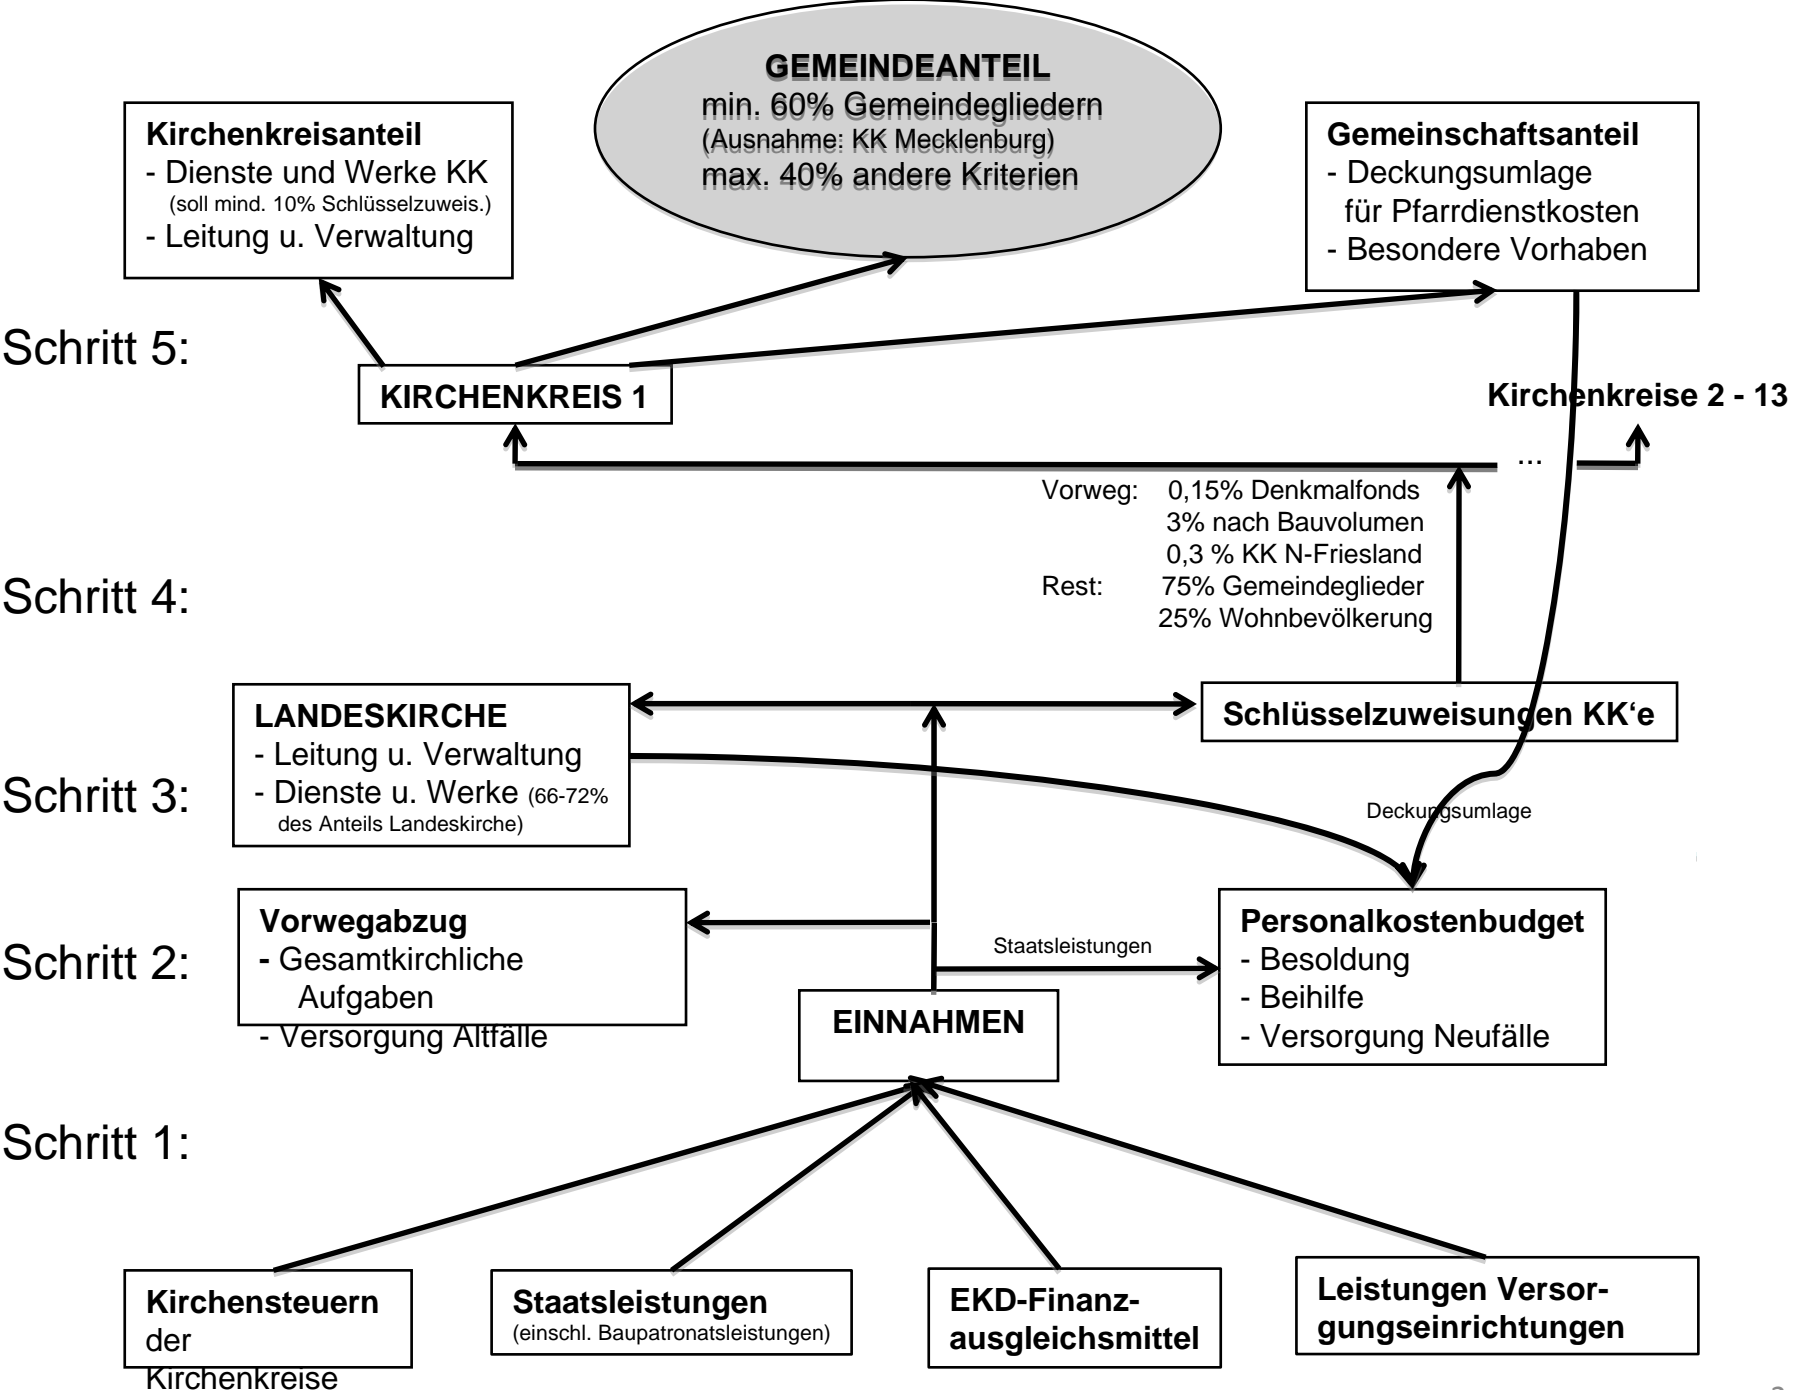 GEMEINDEANTEIL
min. 60% Gemeindegliedern
(Ausnahme: KK Mecklenburg)
max. 40% andere Kriterien
Kirchenkreisanteil
- Dienste und Werke KK
(soll mind. 10% Schlüsselzuweis.)
- Leitung u. Verwaltung
Gemeinschaftsanteil
- Deckungsumlage
für Pfarrdienstkosten
- Besondere Vorhaben
Schritt 5:
KIRCHENKREIS 1
Kirchenkreise 2 - 13
...
Vorweg: 0,15% Denkmalfonds
3% nach Bauvolumen
0,3 % KK N-Friesland
Rest: 75% Gemeindeglieder
25% Wohnbevölkerung
Schritt 4:
LANDESKIRCHE
- Leitung u. Verwaltung
- Dienste u. Werke (66-72%
des Anteils Landeskirche)
Schlüsselzuweisungen KK‘e
Schritt 3:
Deckungsumlage
Vorwegabzug
- Gesamtkirchliche
Aufgaben
- Versorgung Altfälle
Staatsleistungen
Personalkostenbudget
- Besoldung
- Beihilfe
- Versorgung Neufälle
Schritt 2:
EINNAHMEN
Schritt 1:
Kirchensteuern
der
Kirchenkreise
Staatsleistungen
(einschl. Baupatronatsleistungen)
EKD-Finanz-
ausgleichsmittel
Leistungen Versor-
gungseinrichtungen